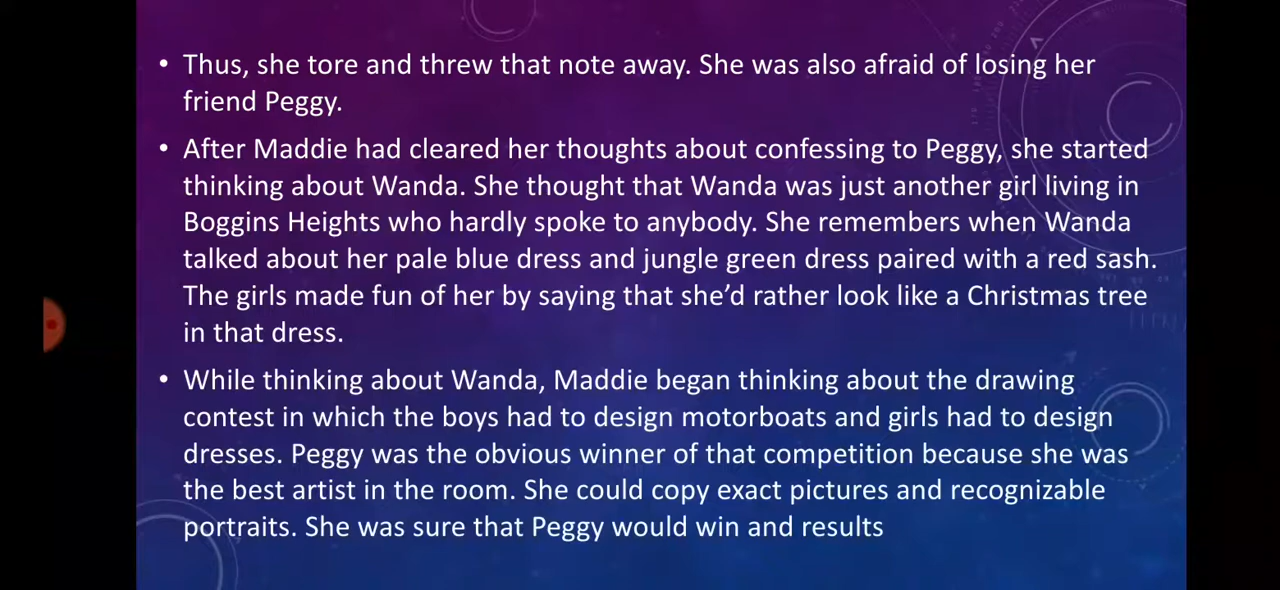 • Thus, she tore and threw that note away. She was also afraid of losing her
friend Peggy.
• After Maddie had cleared her thoughts about confessing to Peggy, she started
thinking about Wanda. She thought that Wanda was just another girl living in
Boggins Heights who hardly spoke to anybody. She remembers when Wanda
talked about her pale blue dress and jungle green dress paired with a red sash.
The girls made fun of her by saying that she’d rather look like a Christmas tree
in that dress.
• While thinking about Wanda, Maddie began thinking about the drawing
contest in which the boys had to design motorboats and girls had to design
dresses. Peggy was the obvious winner of that competition because she was
the best artist in the room. She could copy exact pictures and recognizable
portraits. She was sure that Peggy would win and results